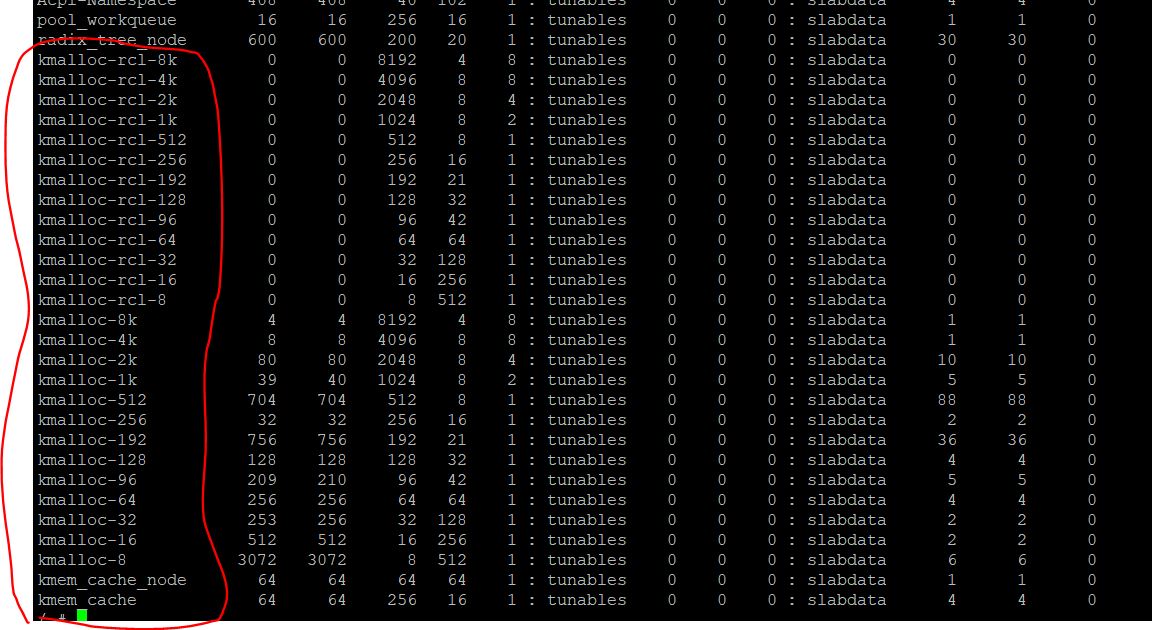 Acpi-Namespace 408 408 40 102 1 : tunables 0 0 0 : slabdata 4 4 0
pool_workqueue 16 16 256 16 1 : tunables 0 0 0 : slabdata 1 1 0
radix_tree_node 600 600 200 20 1 : tunables 0 0 0 : slabdata 30 30 0
kmalloc-rcl-8k 0 0 8192 4 8 : tunables 0 0 0 : slabdata 0 0 0
kmalloc-rcl-4k 0 0 4096 8 8 : tunables 0 0 0 : slabdata 0 0 0
kmalloc-rcl-2k 0 0 2048 8 4 : tunables 0 0 0 : slabdata 0 0 0
kmalloc-rcl-1k 0 0 1024 8 2 : tunables 0 0 0 : slabdata 0 0 0
kmalloc-rcl-512 0 0 512 8 1 : tunables 0 0 0 : slabdata 0 0 0
kmalloc-rcl-256 0 0 256 16 1 : tunables 0 0 0 : slabdata 0 0 0
kmalloc-rcl-192 0 0 192 21 1 : tunables 0 0 0 : slabdata 0 0 0
kmalloc-rcl-128 0 0 128 32 1 : tunables 0 0 0 : slabdata 0 0 0
kmalloc-rcl-96 0 0 96 42 1 : tunables 0 0 0 : slabdata 0 0 0
kmalloc-rcl-64 0 0 64 64 1 : tunables 0 0 0 : slabdata 0 0 0
kmalloc-rcl-32 0 0 32 128 1 : tunables 0 0 0 : slabdata 0 0 0
kmalloc-rcl-16 0 0 16 256 1 : tunables 0 0 0 : slabdata 0 0 0
kmalloc-rcl-8 0 0 8 512 1 : tunables 0 0 0 : slabdata 0 0 0
kmalloc-8k 4 4 8192 4 8 : tunables 0 0 0 : slabdata 1 1 0
kmalloc-4k 8 8 4096 8 8 : tunables 0 0 0 : slabdata 1 1 0
kmalloc-2k 80 80 2048 8 4 : tunables 0 0 0 : slabdata 10 10 0
kmalloc-1k 39 40 1024 8 2 : tunables 0 0 0 : slabdata 5 5 0
kmalloc-512 704 704 512 8 1 : tunables 0 0 0 : slabdata 88 88 0
kmalloc-256 32 32 256 16 1 : tunables 0 0 0 : slabdata 2 2 0
kmalloc-192 756 756 192 21 1 : tunables 0 0 0 : slabdata 36 36 0
kmalloc-128 128 128 128 32 1 : tunables 0 0 0 : slabdata 4 4 0
kmalloc-96 209 210 96 42 1 : tunables 0 0 0 : slabdata 5 5 0
kmalloc-64 256 256 64 64 1 : tunables 0 0 0 : slabdata 4 4 0
kmalloc-32 253 256 32 128 1 : tunables 0 0 0 : slabdata 2 2 0
kmalloc-16 512 512 16 256 1 : tunables 0 0 0 : slabdata 2 2 0
kmalloc-8 3072 3072 8 512 1 : tunables 0 0 0 : slabdata 6 6 0
kmem_cache_node 64 64 64 64 1 : tunables 0 0 0 : slabdata 1 1 0
kmem_cache 64 64 256 16 1 : tunables 0 0 0 : slabdata 4 4 0
/ #